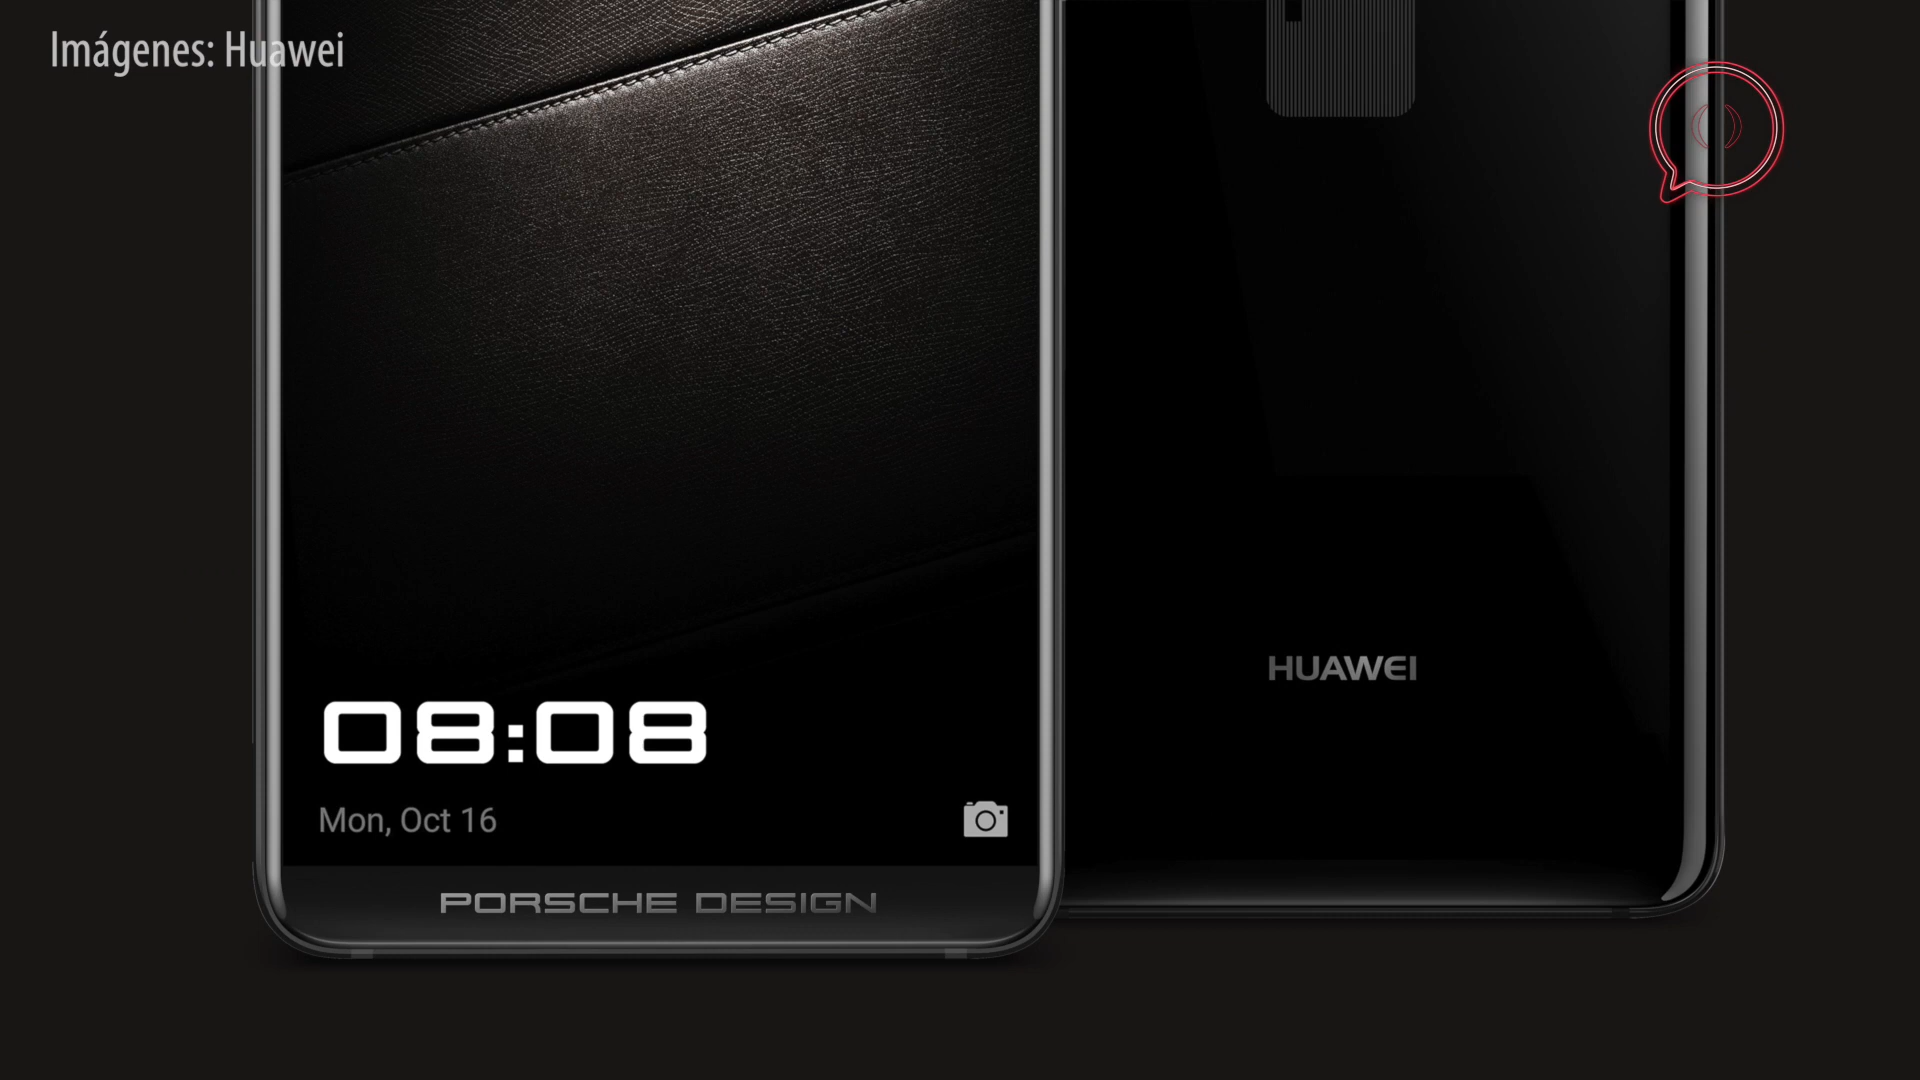 Imágenes: Huawei
HUAWEI
08:08
Mon, Oct 16
PORSCHE DESIGN